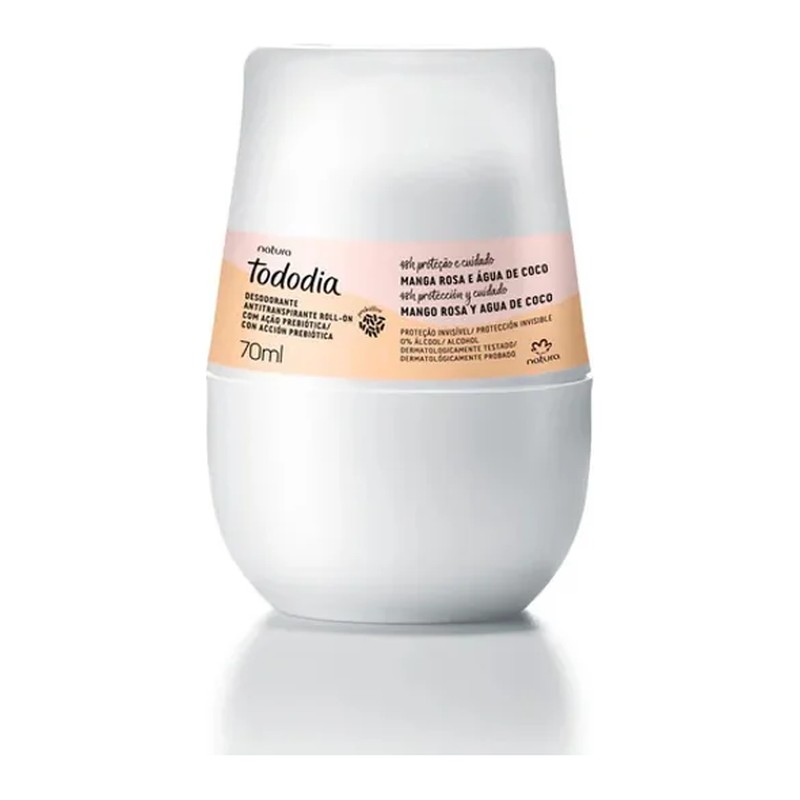 natura
Tododia
DESODORANTE
ANTITRANSPIRANTE ROLL-ON
COM AÇÃO PREBIÓTICA/
CON ACCIÓN PREBIÓTICA
70ml
prebiótico
48h proteção e cuidado
MANGA ROSA E ÁGUA DE COCO
48h protección y cuidado
MANGO ROSA Y AGUA DE COCO
PROTEÇÃO INVISÍVEL/ PROTECCIÓN INVISIBLE
0% ÁLCOOL/ ALCOHOL
DERMATOLOGICAMENTE TESTADO/
DERMATOLÓGICAMENTE PROBADO
natura